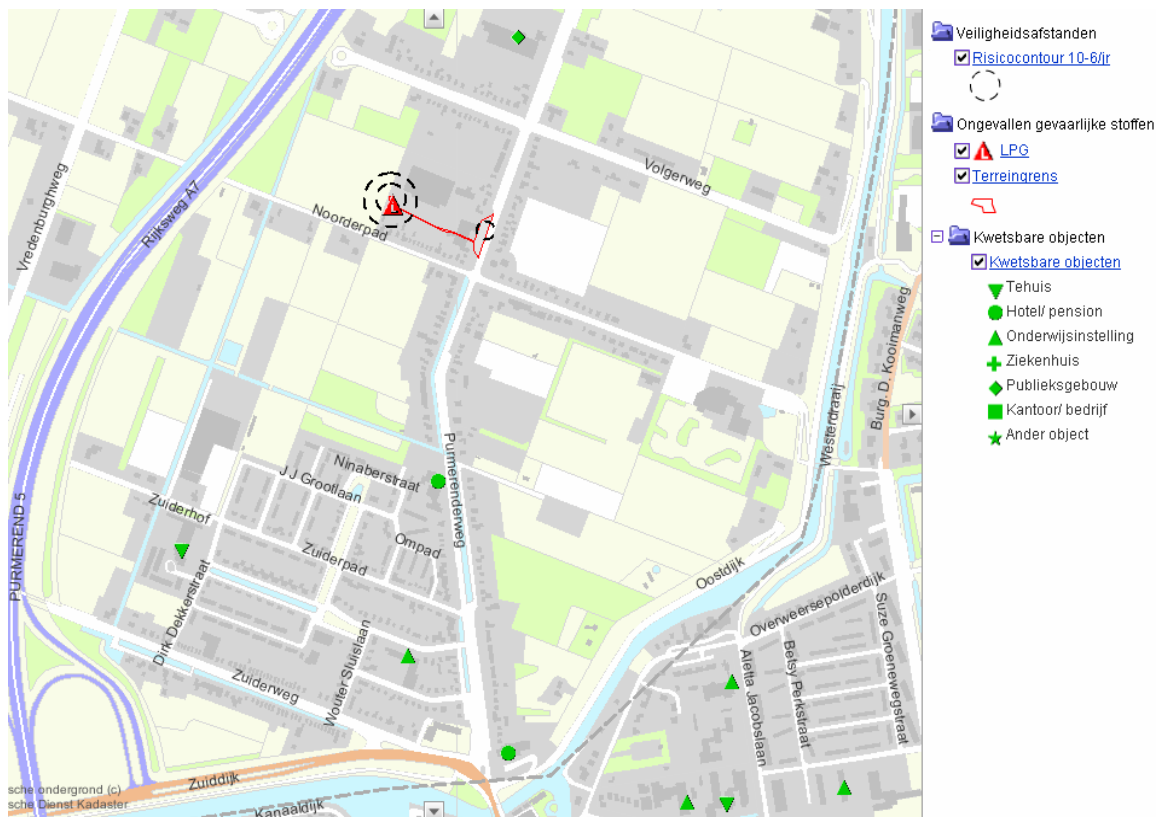 Vredenburghweg
Rijksweg A7
Noorderpad
Volgerweg
Westerdraaij
Burg. D. Kooimanweg
PURMEREND 5
Purmerenderweg
Ninaberstraat
J J Grootlaan
Zuiderhof
Ompad
Zuiderpad
Dirk Dekkerstraat
Wouter Sluislaan
Zuiderweg
Oostdijk
Overweersepolderdijk
Suze Groenewegstraat
Betsy Perkstraat
Aletta Jacobslaan
Zuiddijk
Kanaaldijk
sche ondergrond (c)
sche Dienst Kadaster
Veiligheidsafstanden
Risicocontour 10-6/jr
Ongevallen gevaarlijke stoffen
LPG
Terreingrens
Kwetsbare objecten
Kwetsbare objecten
Tehuis
Hotel/ pension
Onderwijsinstelling
Ziekenhuis
Publieksgebouw
Kantoor/ bedrijf
Ander object